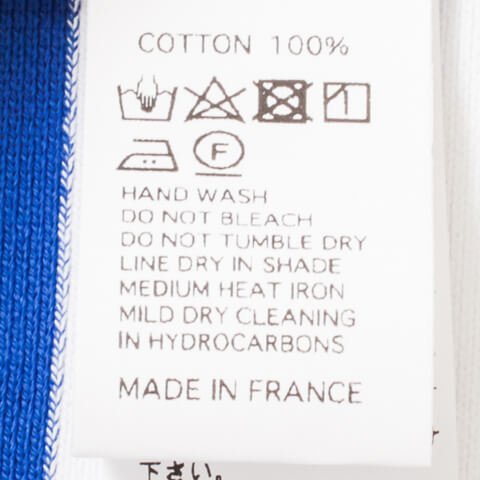 COTTON 100%
F
HAND WASH
DO NOT BLEACH
DO NOT TUMBLE DRY
LINE DRY IN SHADE
MEDIUM HEAT IRON
MILD DRY CLEANING
IN HYDROCARBONS
MADE IN FRANCE
下さい。